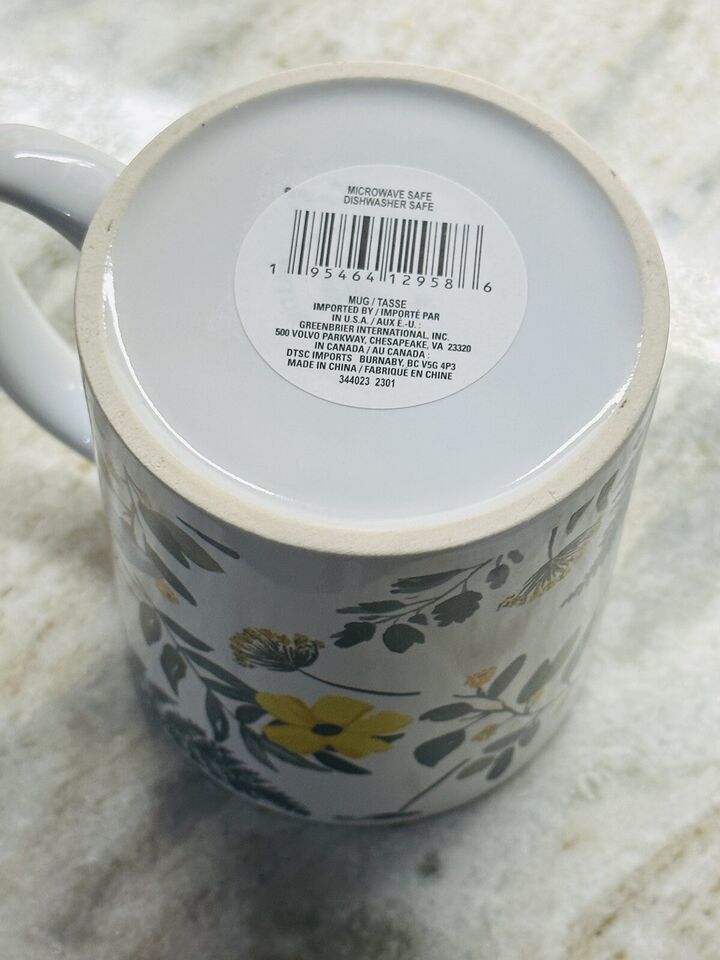 MICROWAVE SAFE
DISHWASHER SAFE
1 95464 12958 6
MUG / TASSE
IMPORTED BY / IMPORTÉ PAR
IN U.S.A. / AUX E.-U. :
GREENBRIER INTERNATIONAL, INC.
500 VOLVO PARKWAY, CHESAPEAKE, VA 23320
IN CANADA / AU CANADA :
DTSC IMPORTS BURNABY, BC V5G 4P3
MADE IN CHINA / FABRIQUÉ EN CHINE
344023 2301